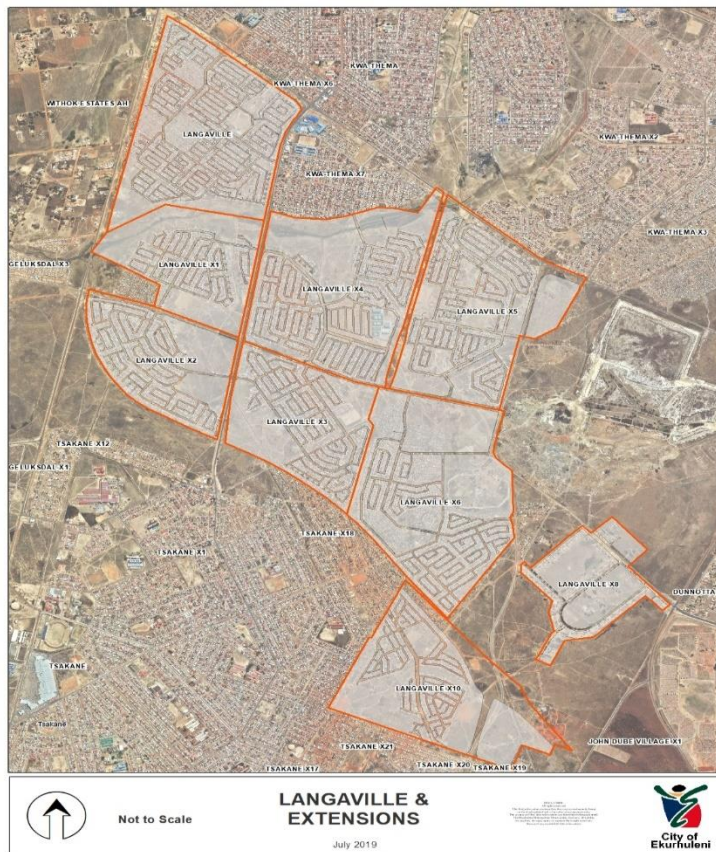 KWA-THEMA
KWA-THEMA X6
WITHOK ESTATES AH
LANGAVILLE
KWA-THEMA X2
KWA-THEMA X7
KWA-THEMA X3
GELUKSDAL X3
LANGAVILLE X1
LANGAVILLE X4
LANGAVILLE X5
LANGAVILLE X2
LANGAVILLE X3
TSAKANE X12
GELUKSDAL X1
LANGAVILLE X6
TSAKANE X18
TSAKANE X1
LANGAVILLE X8
DUNNOTTA
TSAKANE
LANGAVILLE X10
Tsakane
JOHN DUBE VILLAGE X1
TSAKANE X21
TSAKANE X20
TSAKANE X17
TSAKANE X19
Not to Scale
LANGAVILLE &
EXTENSIONS
July 2019
City of
Ekurhuleni